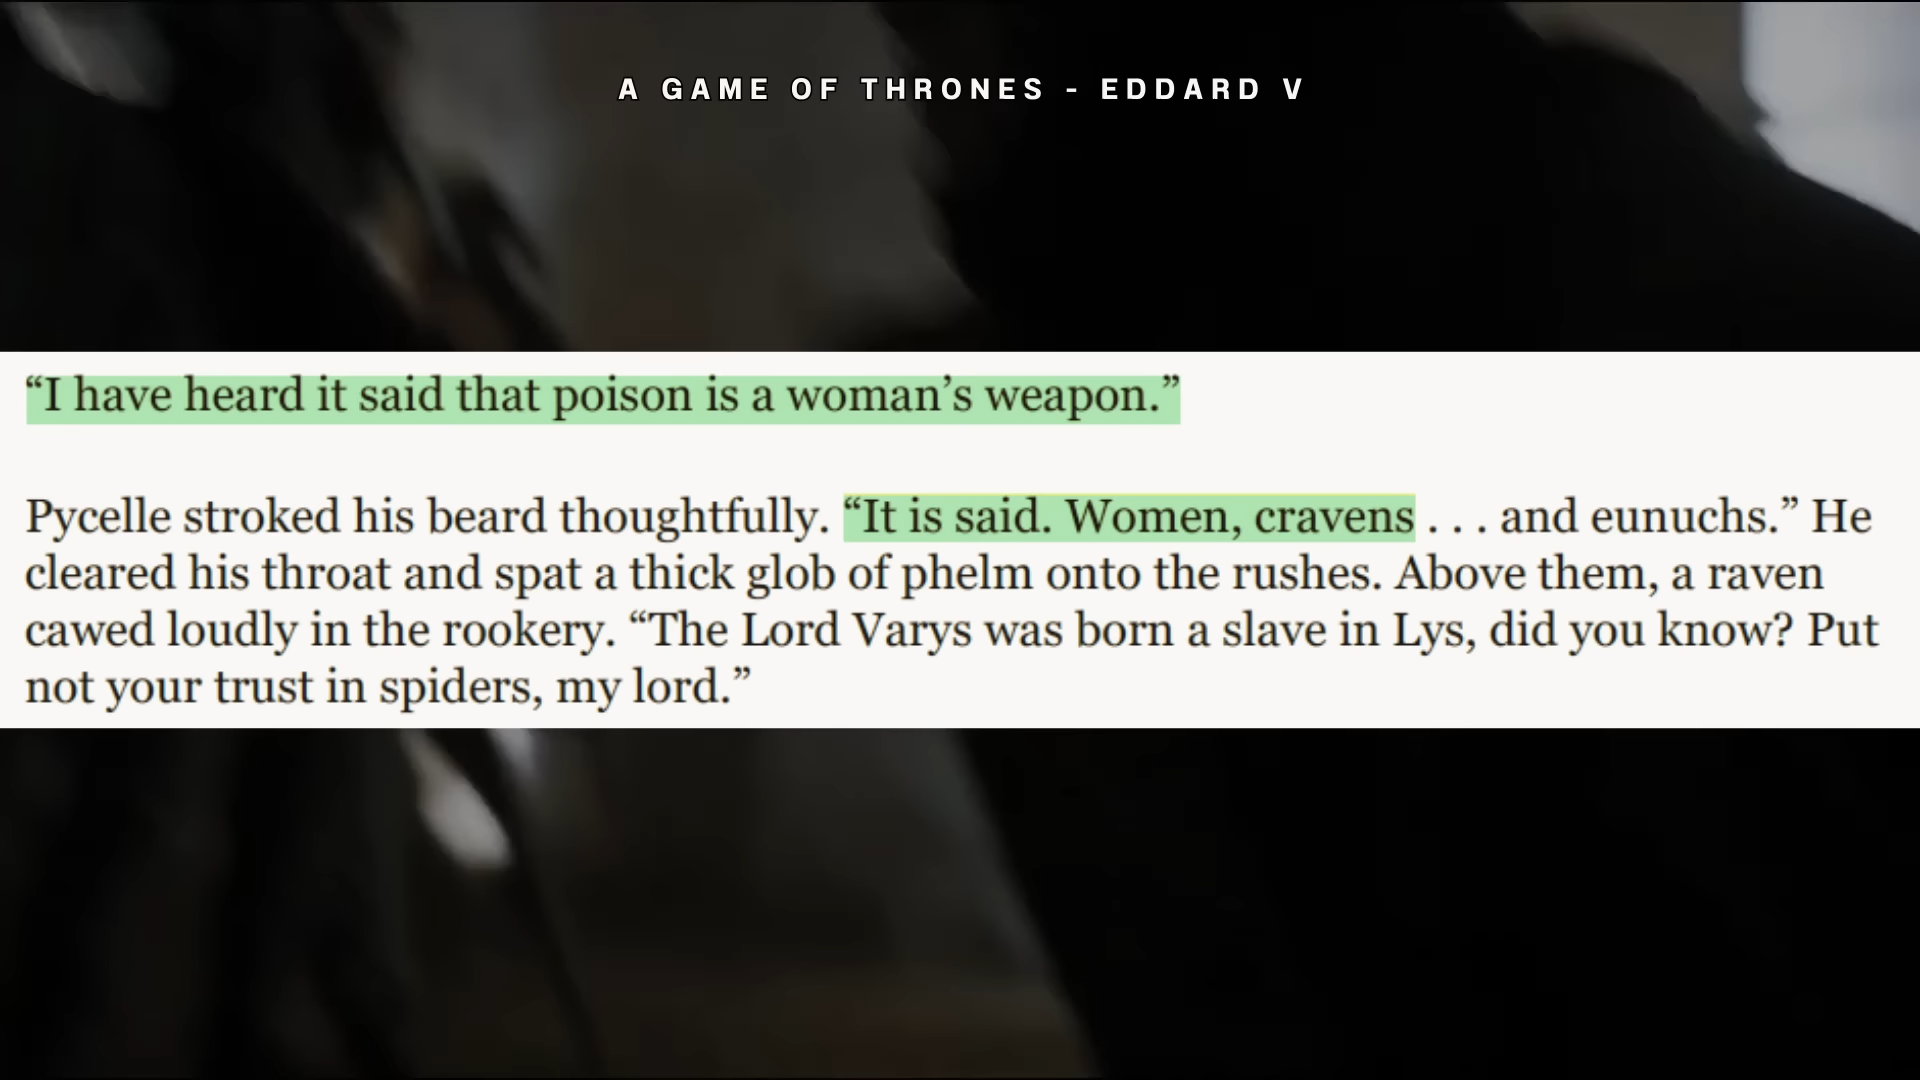 A GAME OF THRONES - EDDARD V
“I have heard it said that poison is a woman’s weapon.”
Pycelle stroked his beard thoughtfully. “It is said. Women, cravens . . . and eunuchs.” He
cleared his throat and spat a thick glob of phelm onto the rushes. Above them, a raven
cawed loudly in the rookery. “The Lord Varys was born a slave in Lys, did you know? Put
not your trust in spiders, my lord.”